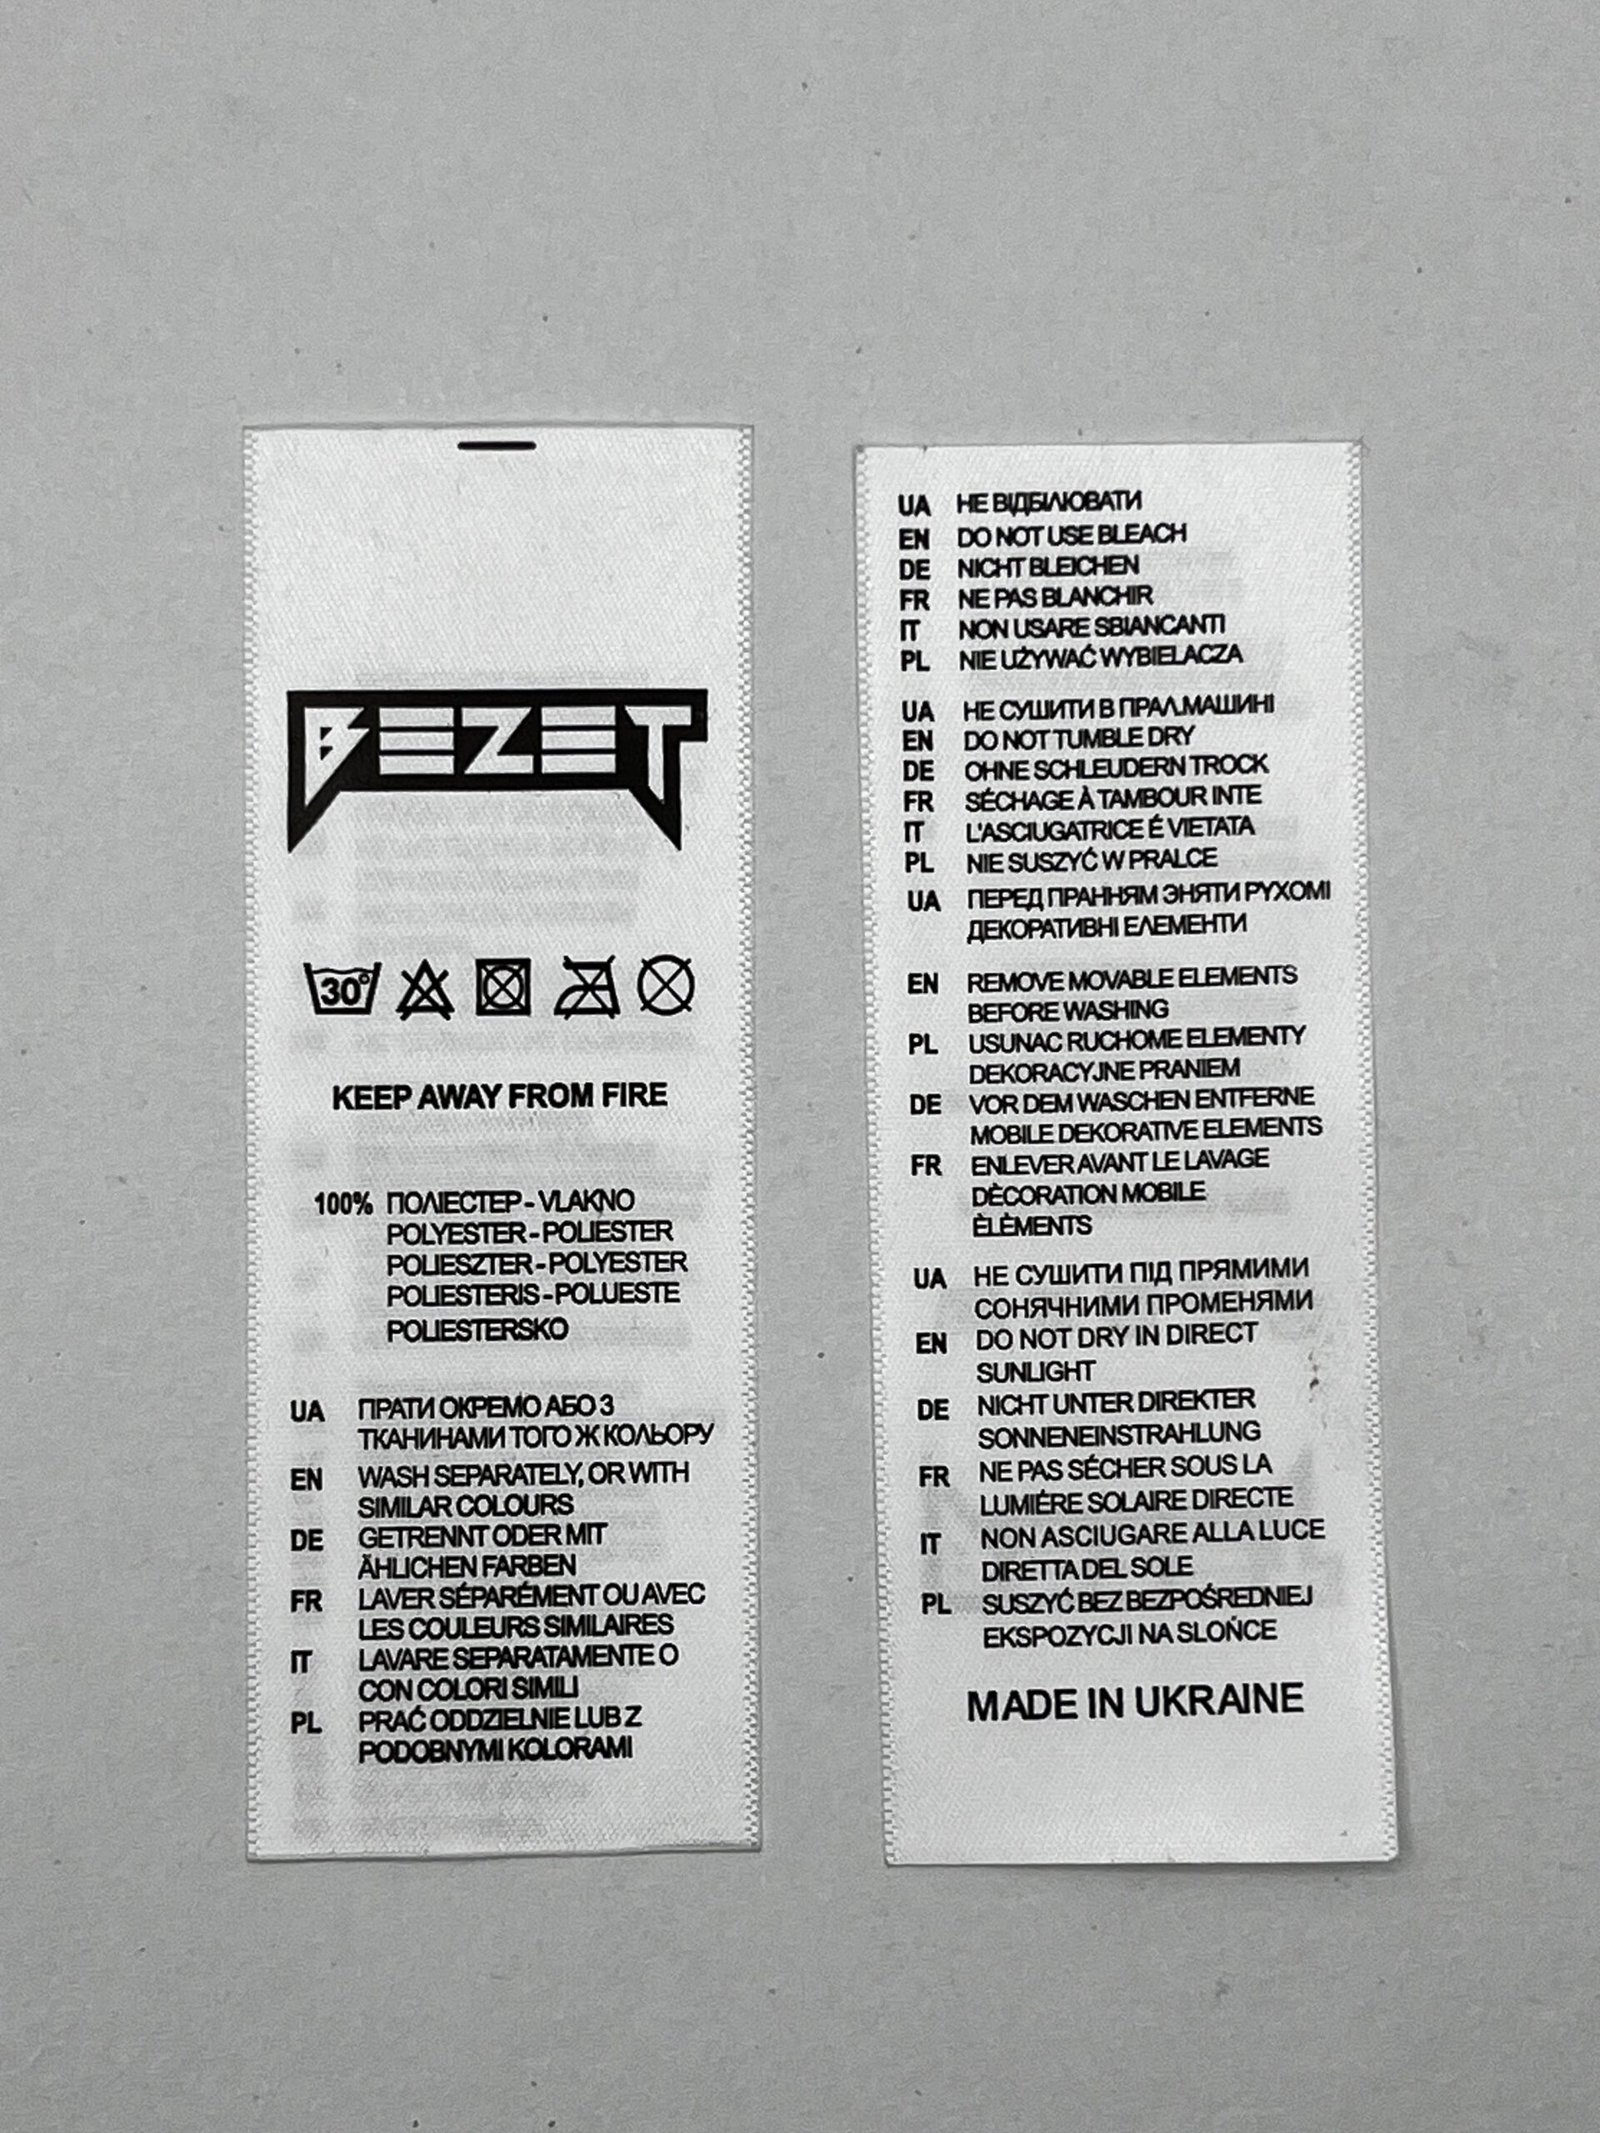 BEZET
30°
KEEP AWAY FROM FIRE
100% ПОЛІЕСТЕР - VLAKNO
POLYESTER - POLIESTER
POLIESZTER - POLYESTER
POLIESTERIS - POLUESTE
POLIESTERSKO
UA ПРАТИ ОКРЕМО АБО З
ТКАНИНАМИ ТОГО Ж КОЛЬОРУ
EN WASH SEPARATELY, OR WITH
SIMILAR COLOURS
DE GETRENNT ODER MIT
ÄHLICHEN FARBEN
FR LAVER SÉPARÉMENT OU AVEC
LES COULEURS SIMILAIRES
IT LAVARE SEPARATAMENTE O
CON COLORI SIMILI
PL PRAĆ ODDZIELNIE LUB Z
PODOBNYMI KOLORAMI
UA НЕ ВІДБІЛЮВАТИ
EN DO NOT USE BLEACH
DE NICHT BLEICHEN
FR NE PAS BLANCHIR
IT NON USARE SBIANCANTI
PL NIE UŻYWAĆ WYBIELACZA
UA НЕ СУШИТИ В ПРАЛ.МАШИНІ
EN DO NOT TUMBLE DRY
DE OHNE SCHLEUDERN TROCK
FR SÉCHAGE À TAMBOUR INTE
IT L'ASCIUGATRICE É VIETATA
PL NIE SUSZYĆ W PRALCE
UA ПЕРЕД ПРАННЯМ ЭНЯТИ РУХОМІ
ДЕКОРАТИВНІ ЕЛЕМЕНТИ
EN REMOVE MOVABLE ELEMENTS
BEFORE WASHING
PL USUNAC RUCHOME ELEMENTY
DEKORACYJNE PRANIEM
DE VOR DEM WASCHEN ENTFERNE
MOBILE DEKORATIVE ELEMENTS
FR ENLEVER AVANT LE LAVAGE
DÈCORATION MOBILE
ÈLÈMENTS
UA НЕ СУШИТИ ПІД ПРЯМИМИ
СОНЯЧНИМИ ПРОМЕНЯМИ
EN DO NOT DRY IN DIRECT
SUNLIGHT
DE NICHT UNTER DIREKTER
SONNENEINSTRAHLUNG
FR NE PAS SÉCHER SOUS LA
LUMIÉRE SOLAIRE DIRECTE
IT NON ASCIUGARE ALLA LUCE
DIRETTA DEL SOLE
PL SUSZYĆ BEZ BEZPOŚREDNIEJ
EKSPOZYCJI NA SLOŃCE
MADE IN UKRAINE